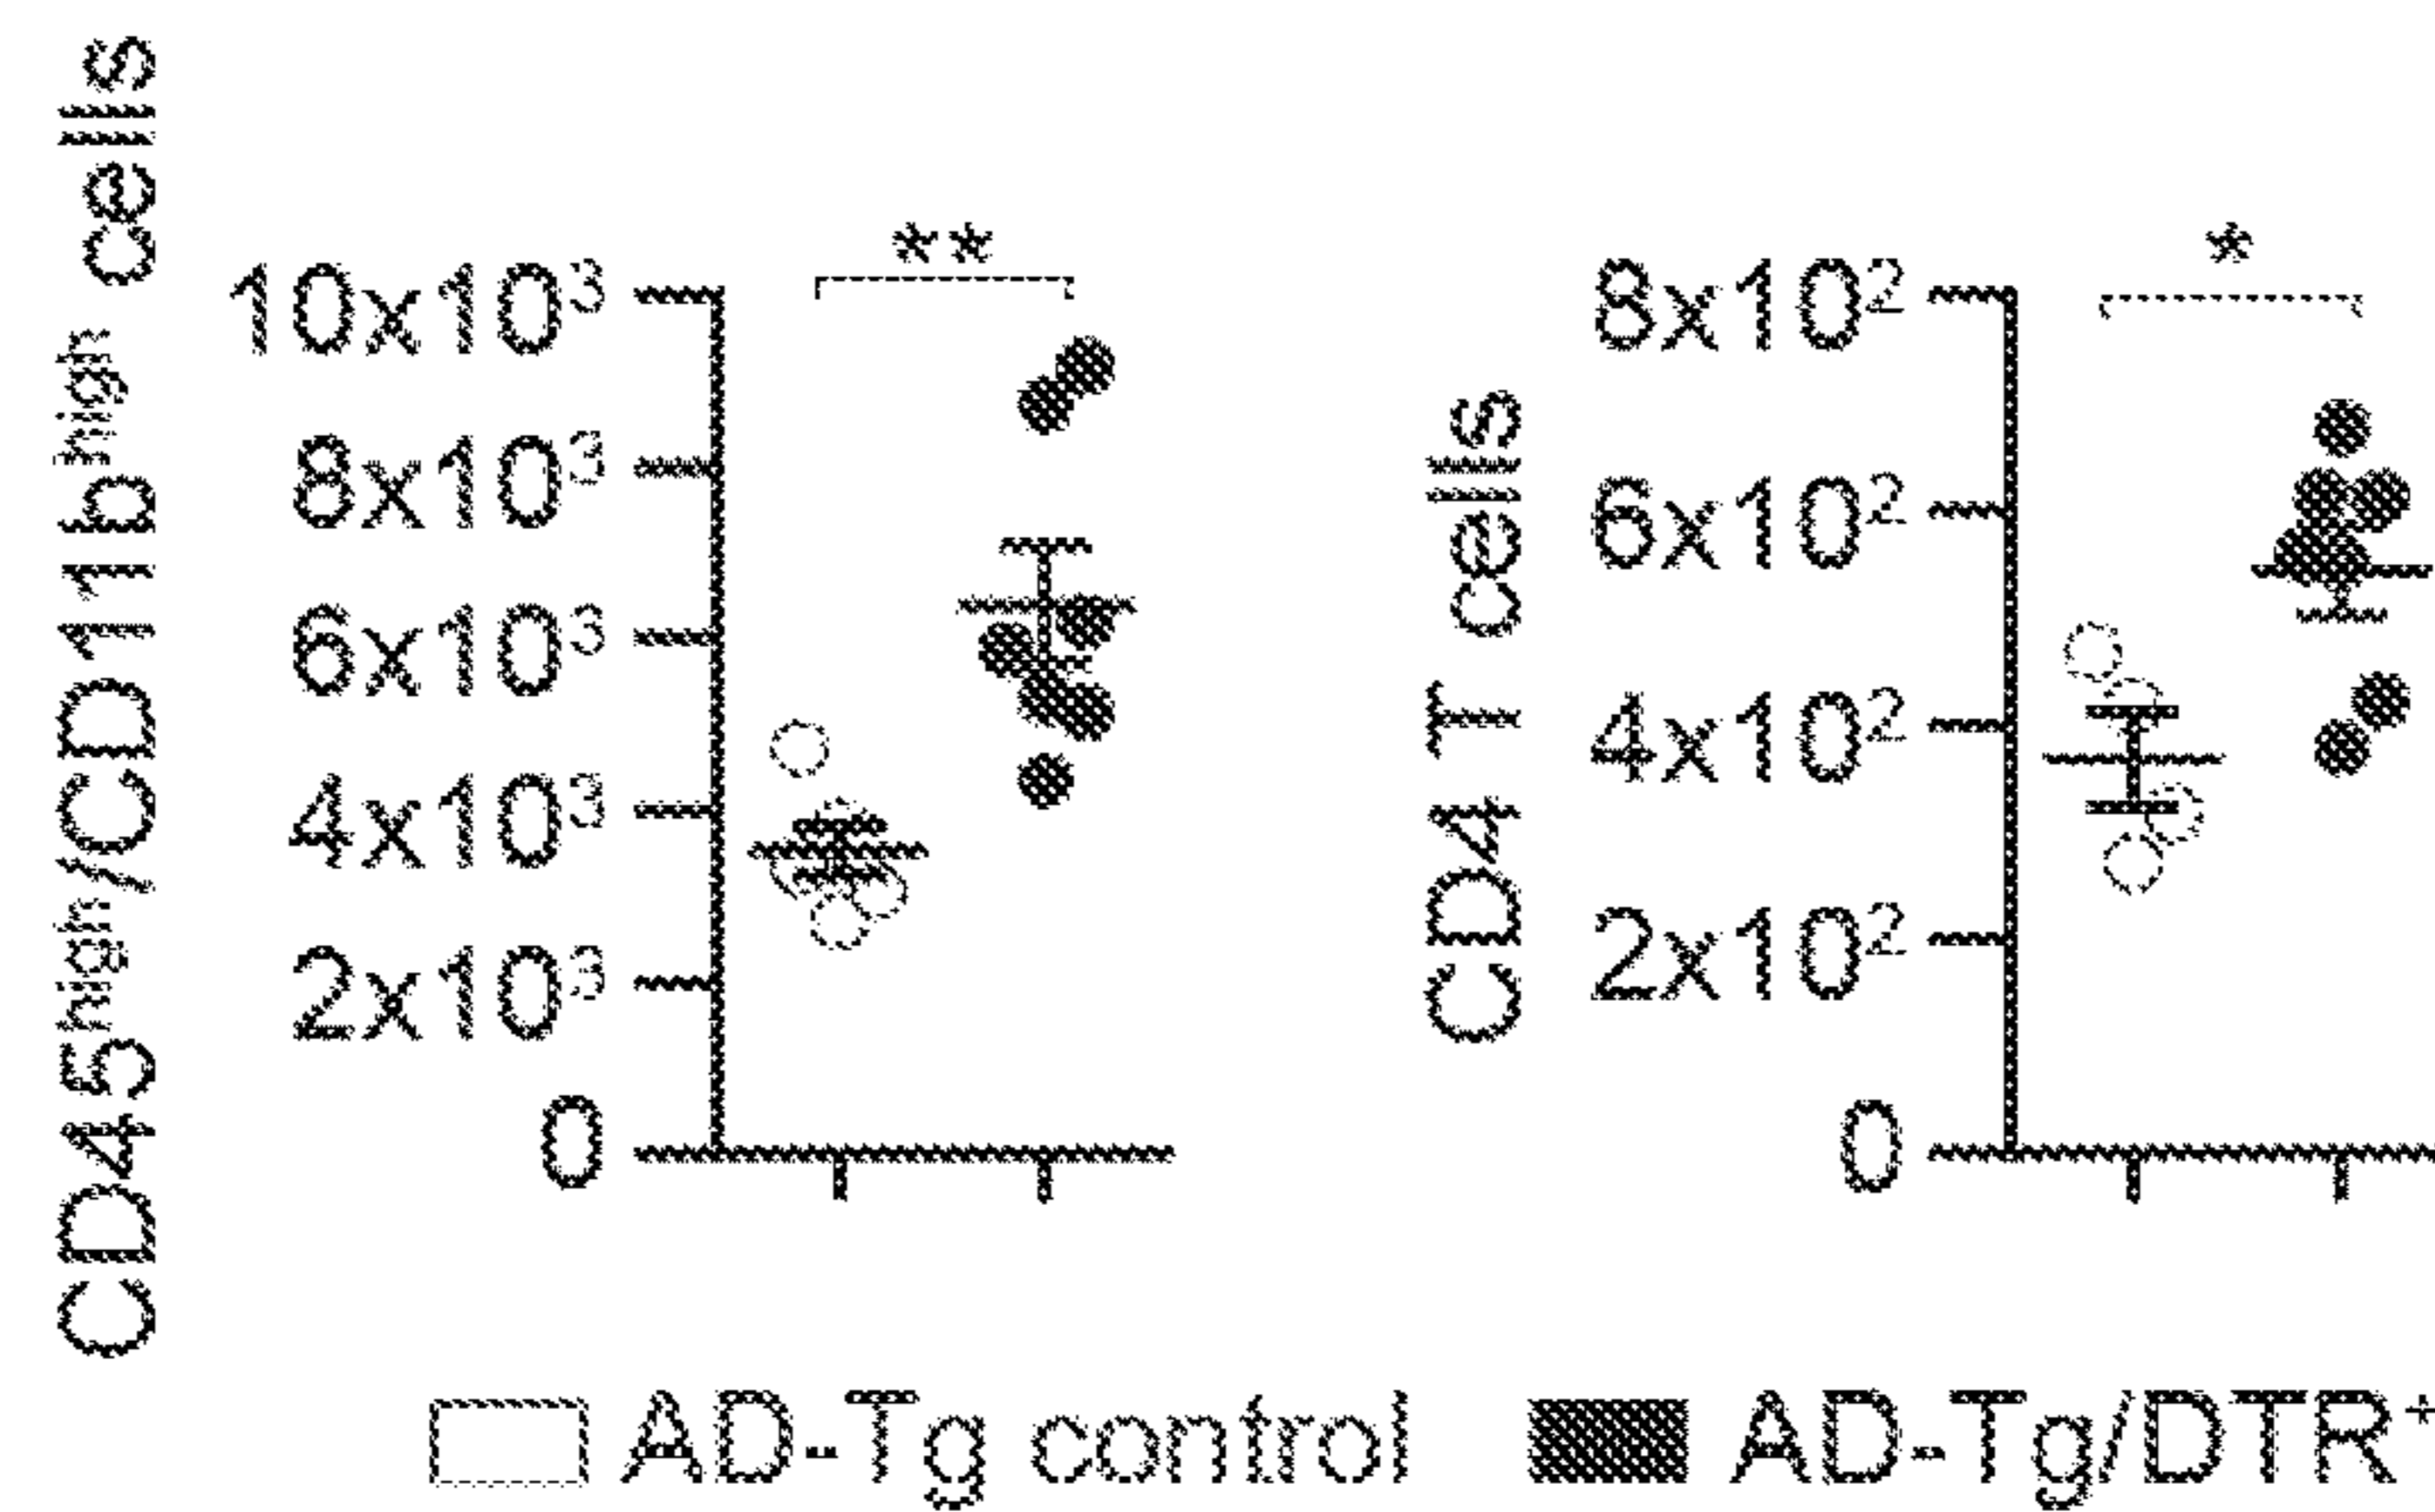 CD45ʰⁱᵍʰ/CD11bʰⁱᵍʰ cells
**
10x10³
8x10³
6x10³
4x10³
2x10³
0
CD4 T cells
*
8x10²
6x10²
4x10²
2x10²
0
AD-Tg control
AD-Tg/DTR⁺